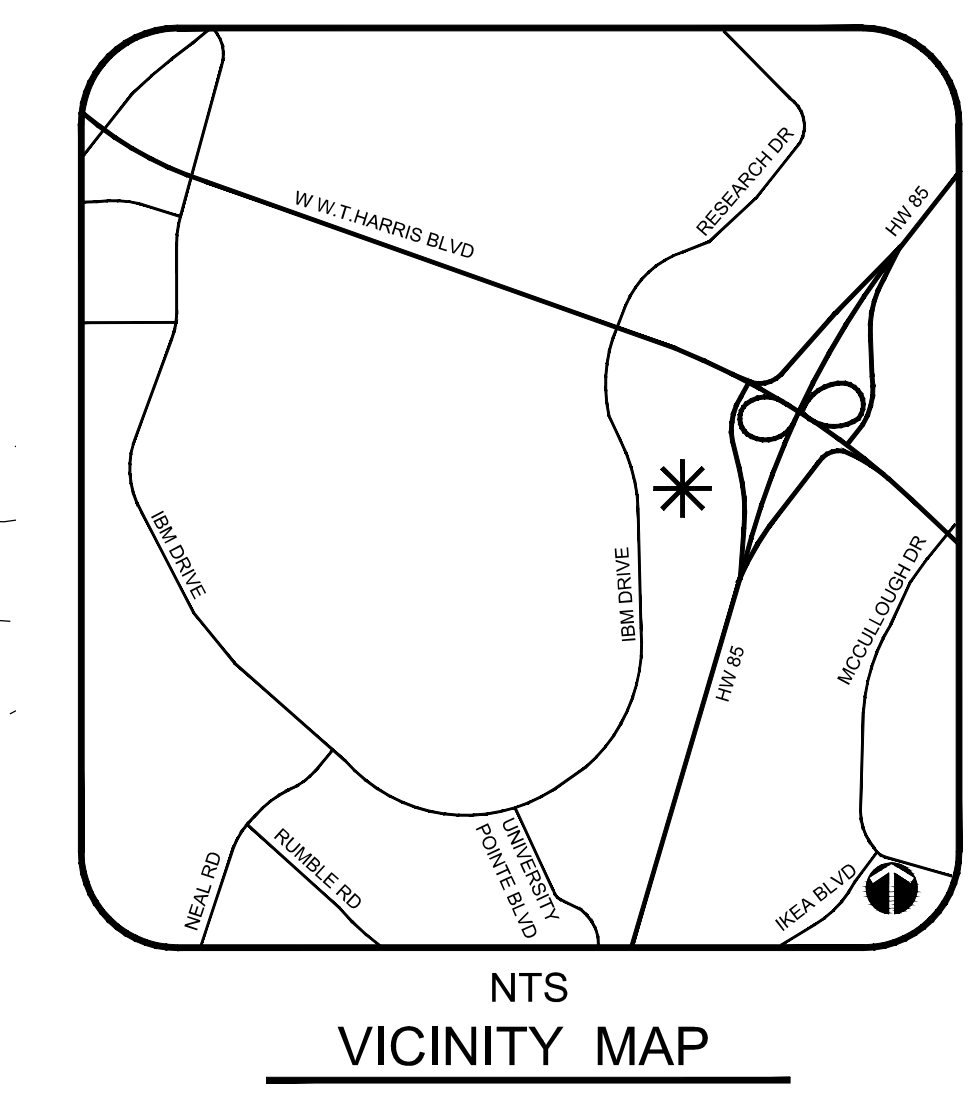 RESEARCH DR
HW 85
W W.T.HARRIS BLVD
IBM DRIVE
IBM DRIVE
MCCULLOUGH DR
HW 85
NEAL RD
RUMBLE RD
UNIVERSITY
POINTE BLVD
IKEA BLVD
NTS
VICINITY MAP